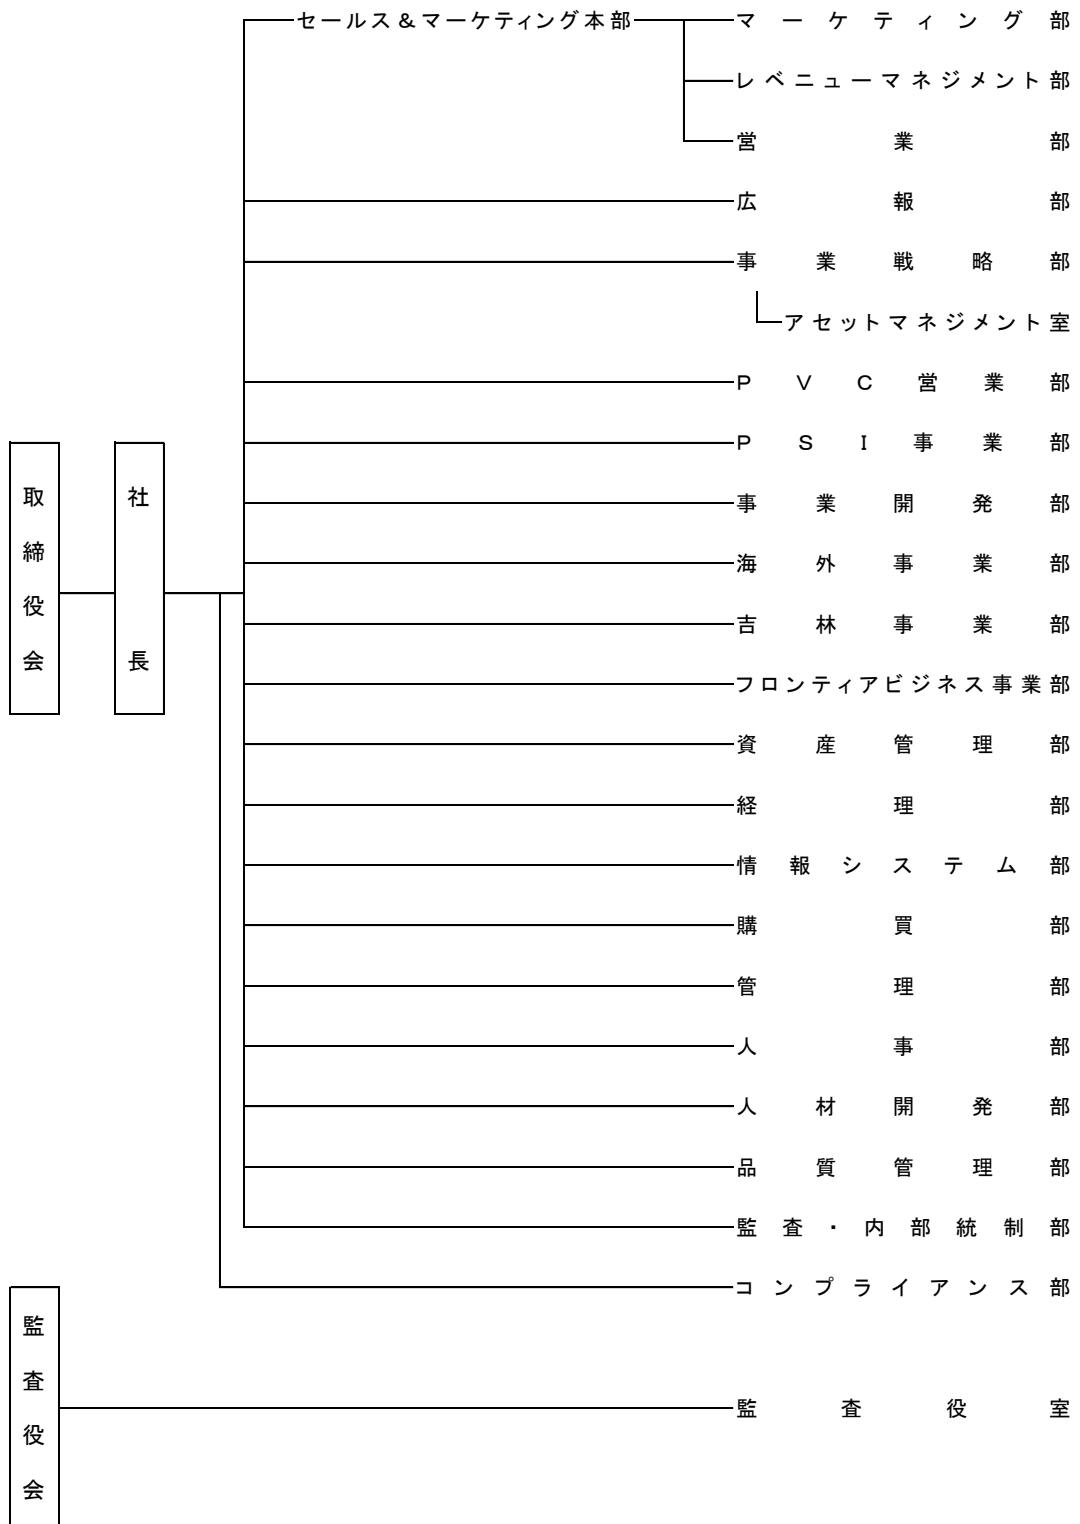 セールス＆マーケティング本部
マーケティング部
レベニューマネジメント部
営業部
広報部
事業戦略部
アセットマネジメント室
ＰＶＣ営業部
ＰＳＩ事業部
事業開発部
海外事業部
吉林事業部
フロンティアビジネス事業部
資産管理部
経理部
情報システム部
購買部
管理部
人事部
人材開発部
品質管理部
監査・内部統制部
コンプライアンス部
取締役会
社長
監査役会
監査役室